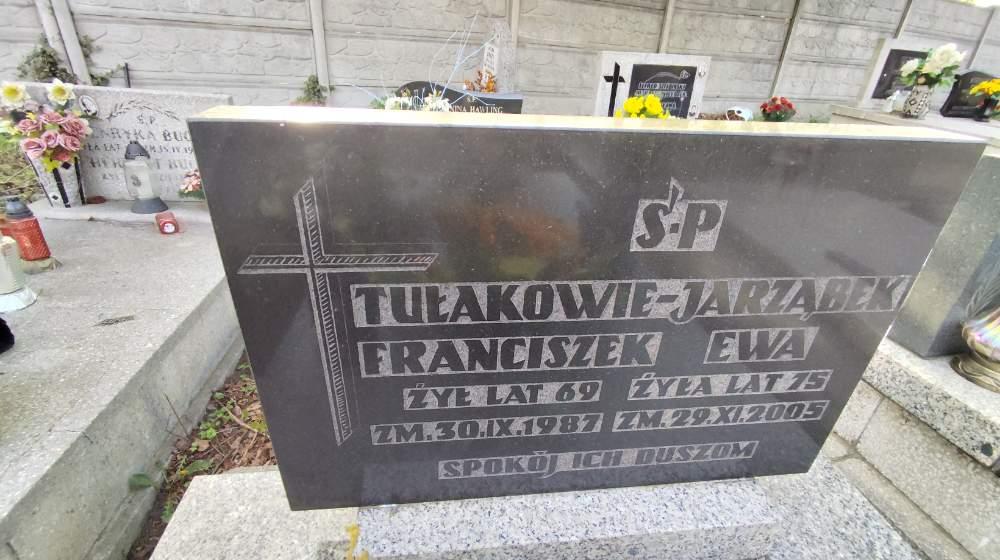 Ś.P
TUŁAKOWIE-JARZĄBEK
FRANCISZEK EWA
ŻYŁ LAT 69 ŻYŁA LAT 75
ZM.30.IX.1987 ZM.29.XI.2005
SPOKÓJ ICH DUSZOM
HAWLING
Ś.P.